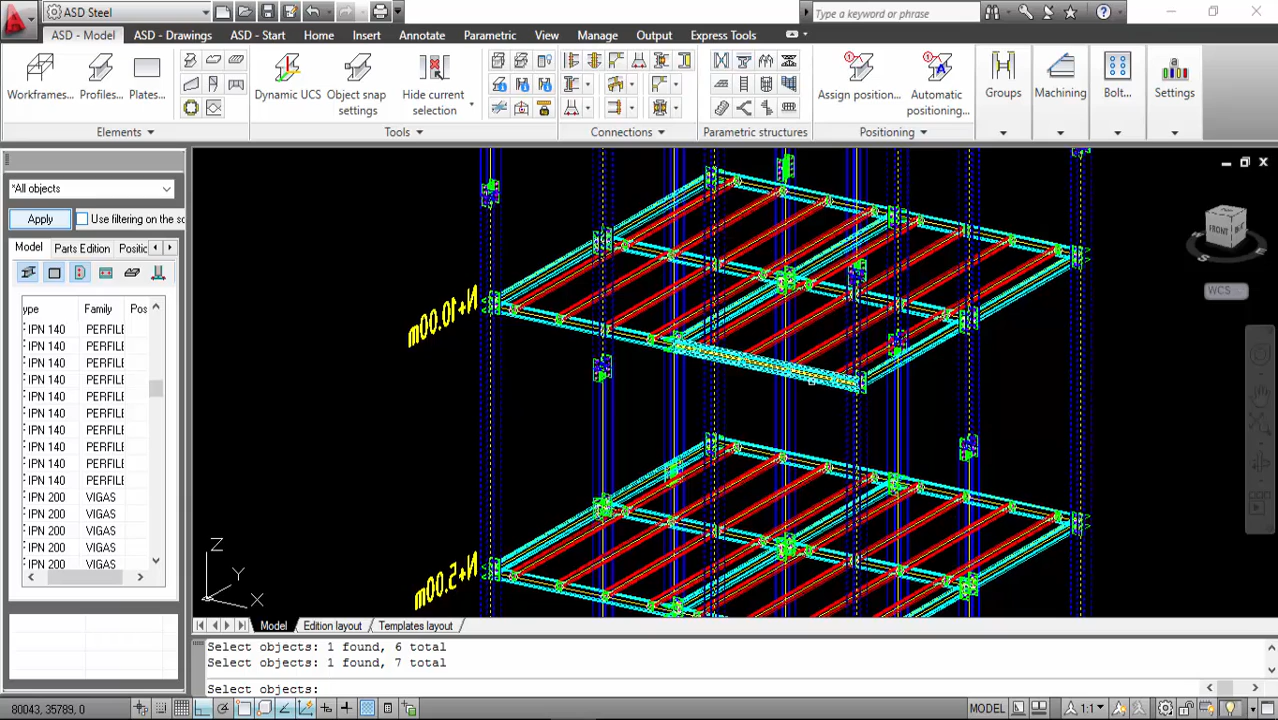 ASD Steel
Type a keyword or phrase
ASD - Model ASD - Drawings ASD - Start Home Insert Annotate Parametric View Manage Output Express Tools
Workframes... Profiles... Plates... Dynamic UCS Object snap settings Hide current selection Assign position... Automatic positioning... Groups Machining Bolt... Settings
Elements Tools Connections Parametric structures Positioning
*All objects
Apply Use filtering on the sc
Model Parts Edition Positic
ype Family Pos
IPN 140 PERFILE
IPN 140 PERFILE
IPN 140 PERFILE
IPN 140 PERFILE
IPN 140 PERFILE
IPN 140 PERFILE
IPN 140 PERFILE
IPN 140 PERFILE
IPN 140 PERFILE
IPN 140 PERFILE
IPN 200 VIGAS
IPN 200 VIGAS
IPN 200 VIGAS
IPN 200 VIGAS
IPN 200 VIGAS
N+10.00m
N+5.00m
FRONT
S
WCS
Z
Y
X
Model Edition layout Templates layout
Select objects: 1 found, 6 total
Select objects: 1 found, 7 total
Select objects:
80043, 35789, 0
MODEL
1:1